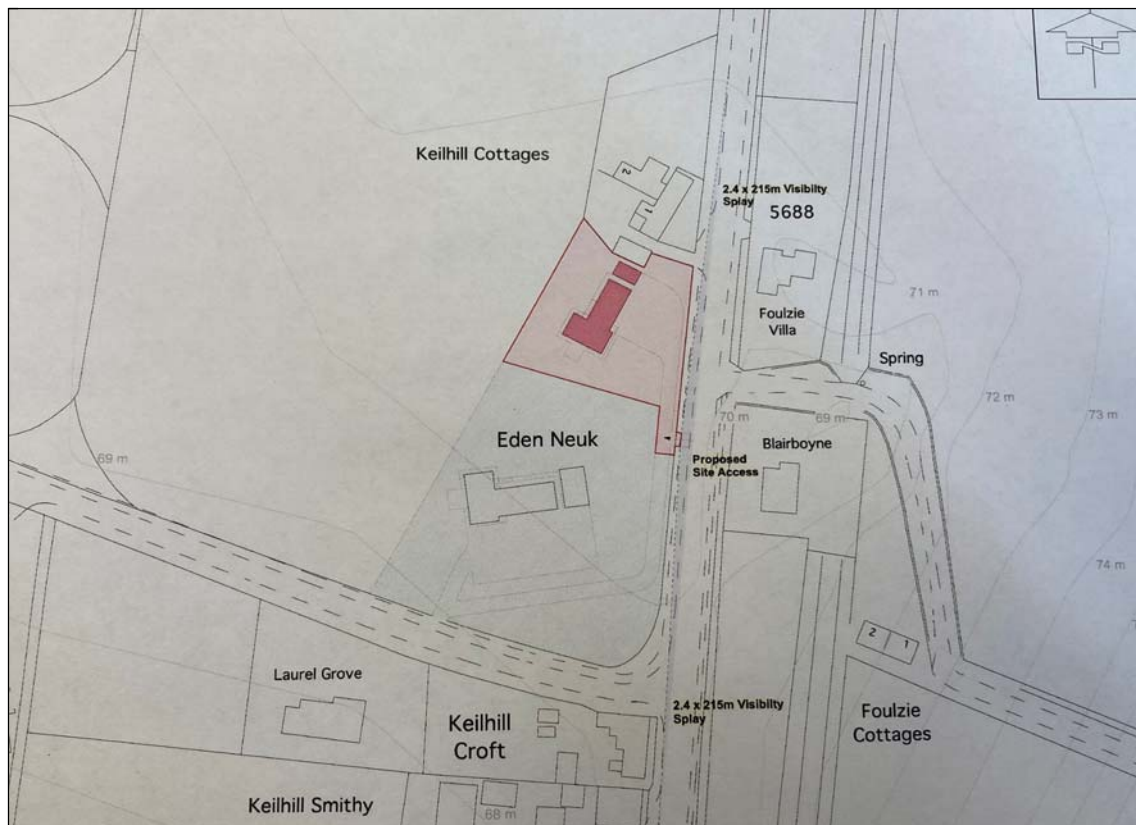 Keilhill Cottages
2
1
2.4 x 215m Visibilty
Splay
5688
71 m
Foulzie
Villa
Spring
72 m
73 m
70 m
69 m
Eden Neuk
Blairboyne
Proposed
Site Access
69 m
74 m
2
1
Laurel Grove
2.4 x 215m Visibilty
Splay
Keilhill
Croft
Foulzie
Cottages
Keilhill Smithy
68 m